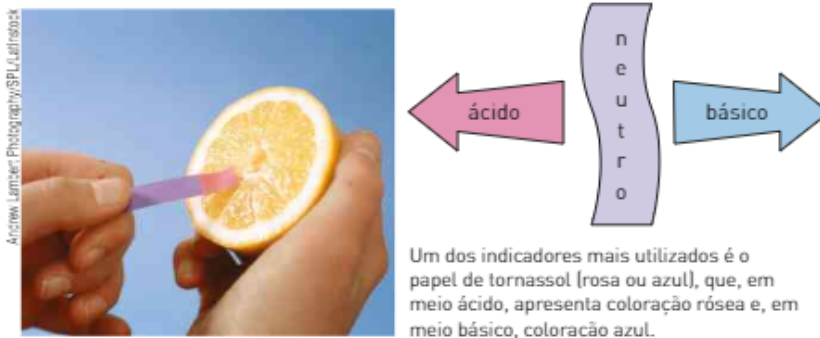 Andrew Lambert Photography/SPL/Latinstock
ácido
neutro
básico
Um dos indicadores mais utilizados é o
papel de tornassol (rosa ou azul), que, em
meio ácido, apresenta coloração rósea e, em
meio básico, coloração azul.